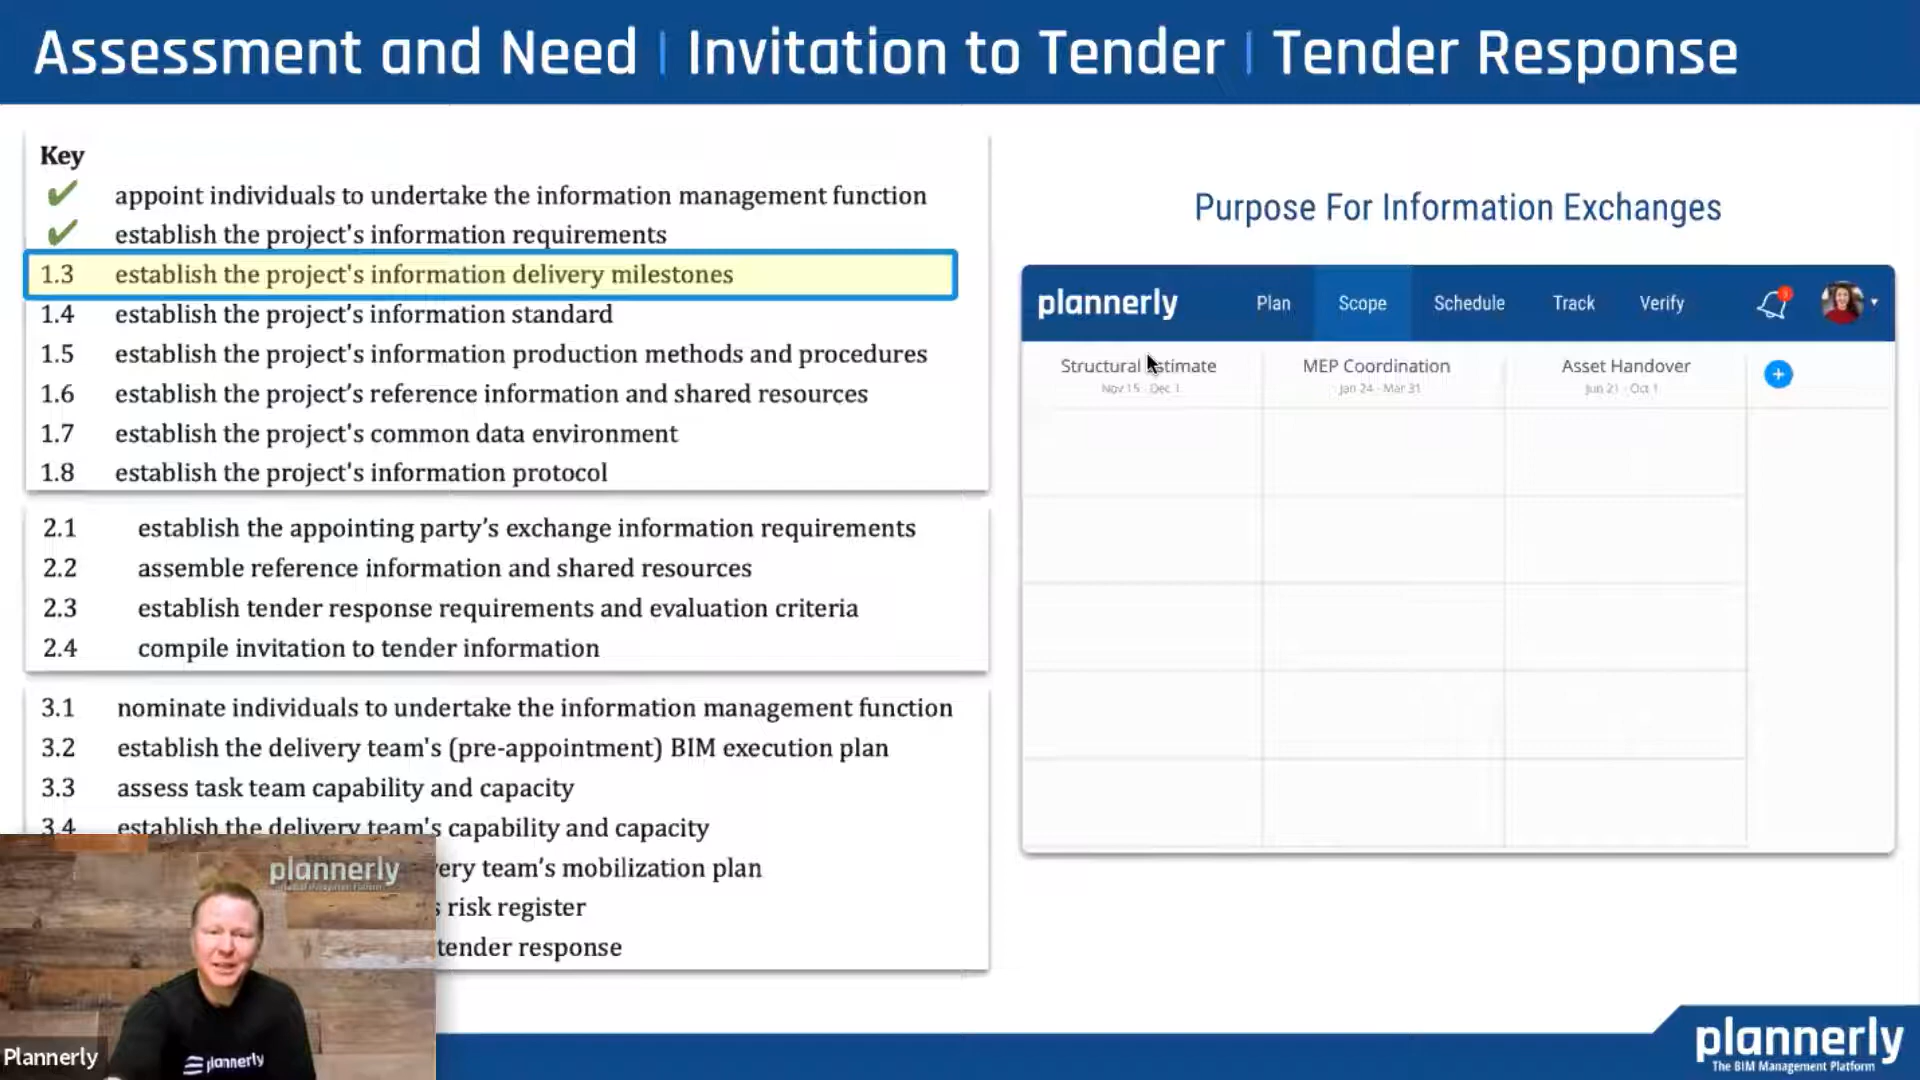 Assessment and Need | Invitation to Tender | Tender Response
Key
appoint individuals to undertake the information management function
establish the project's information requirements
1.3 establish the project's information delivery milestones
1.4 establish the project's information standard
1.5 establish the project's information production methods and procedures
1.6 establish the project's reference information and shared resources
1.7 establish the project's common data environment
1.8 establish the project's information protocol
2.1 establish the appointing party's exchange information requirements
2.2 assemble reference information and shared resources
2.3 establish tender response requirements and evaluation criteria
2.4 compile invitation to tender information
3.1 nominate individuals to undertake the information management function
3.2 establish the delivery team's (pre-appointment) BIM execution plan
3.3 assess task team capability and capacity
3.4 establish the delivery team's capability and capacity
team's mobilization plan
risk register
tender response
Purpose For Information Exchanges
plannerly Plan Scope Schedule Track Verify
Structural Estimate MEP Coordination Asset Handover
Nov 15 - Dec 1 Jan 24 - Mar 31 Jun 21 - Oct 1
plannerly
plannerly
Plannerly
plannerly
The BIM Management Platform